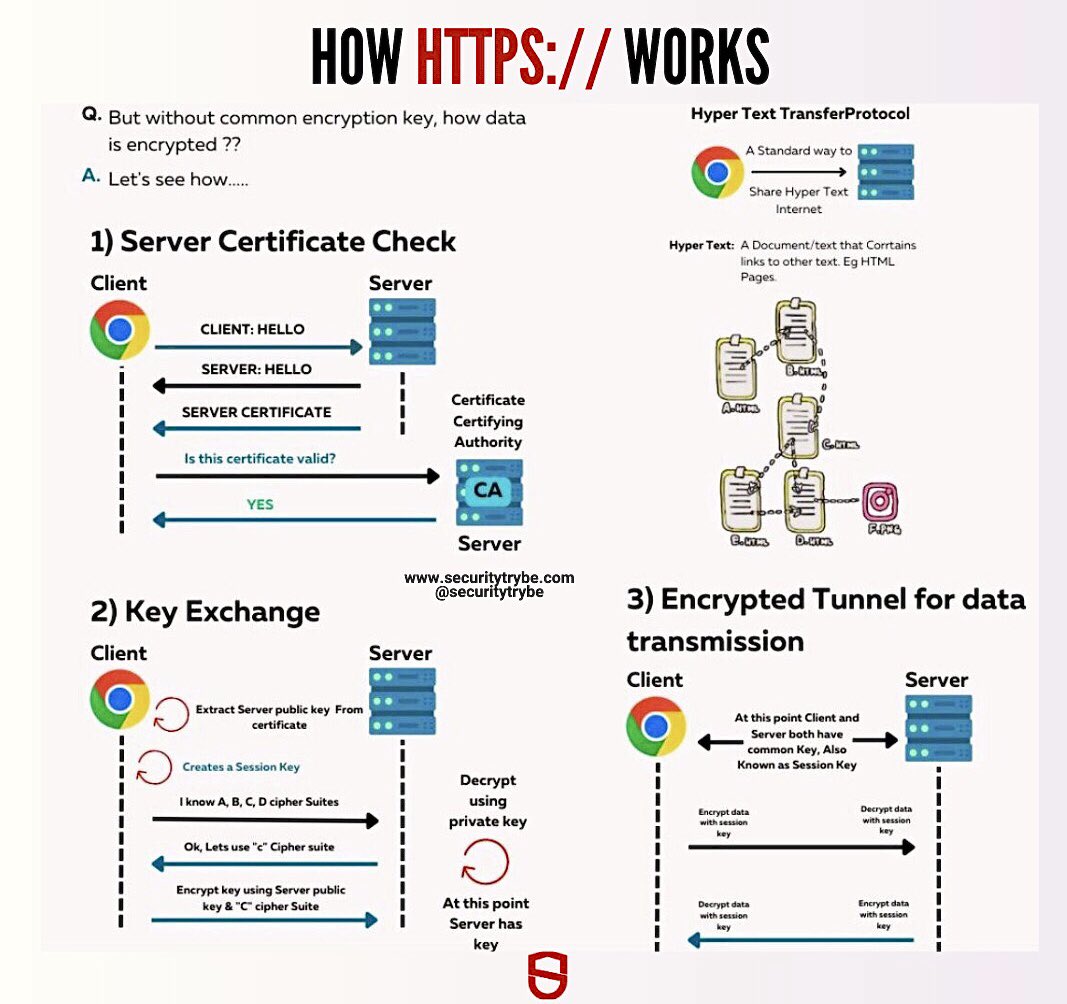 HOW HTTPS:// WORKS
Q. But without common encryption key, how data
is encrypted ??
A. Let's see how.....
Hyper Text TransferProtocol
A Standard way to
Share Hyper Text
Internet
Hyper Text: A Document/text that Corrtains
links to other text. Eg HTML
Pages.
A.HTML
B.HTML
C.HTML
E.HTML
D.HTML
F.PNG
1) Server Certificate Check
Client
Server
CLIENT: HELLO
SERVER: HELLO
SERVER CERTIFICATE
Is this certificate valid?
YES
Certificate
Certifying
Authority
CA
Server
www.securitytrybe.com
@securitytrybe
2) Key Exchange
Client
Server
Extract Server public key From
certificate
Creates a Session Key
I know A, B, C, D cipher Suites
Ok, Lets use "c" Cipher suite
Encrypt key using Server public
key & "C" cipher Suite
Decrypt
using
private key
At this point
Server has
key
3) Encrypted Tunnel for data
transmission
Client
Server
At this point Client and
Server both have
common Key, Also
Known as Session Key
Encrypt data
with session
key
Decrypt data
with session
key
Decrypt data
with session
key
Encrypt data
with session
key